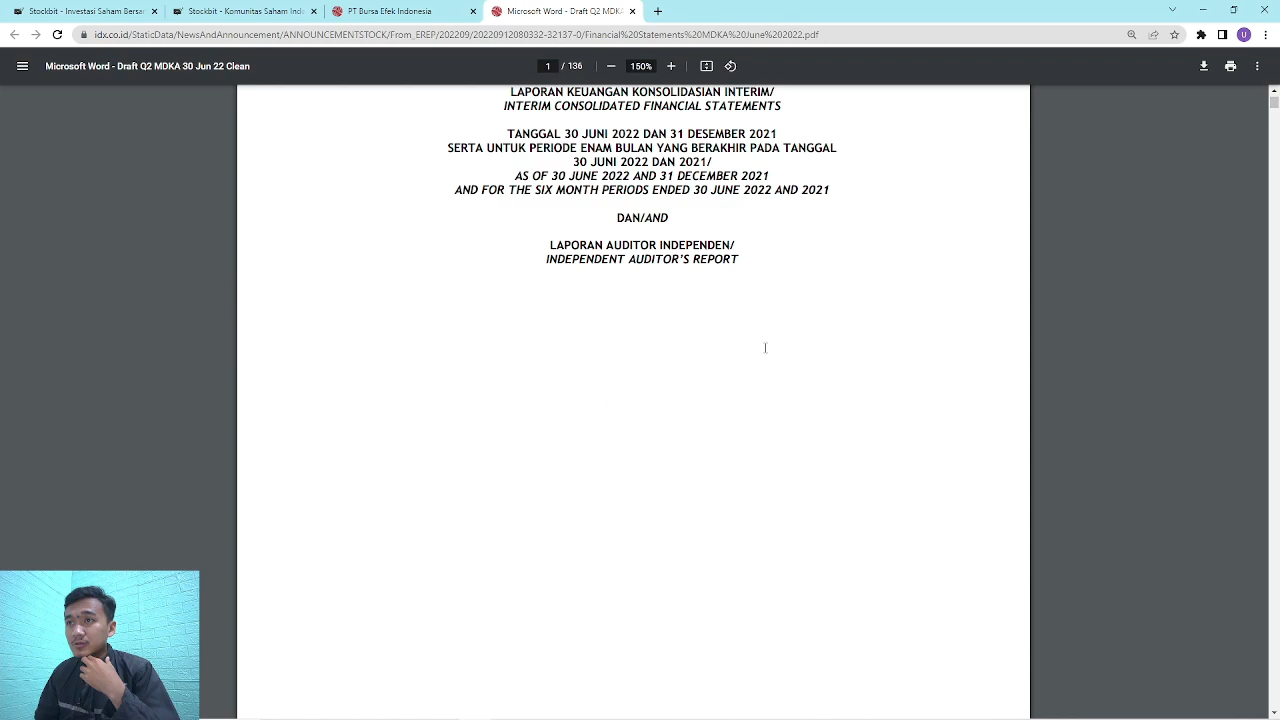 Stockbit - Investasi Saham Bersar
Stockbit - Komunitas Saham Indo
PT Bursa Efek Indonesia
Microsoft Word - Draft Q2 MDKA
idx.co.id/StaticData/NewsAndAnnouncement/ANNOUNCEMENTSTOCK/From_EREP/202209/20220912080332-32137-0/Financial%20Statements%20MDKA%20June%202022.pdf
U
Microsoft Word - Draft Q2 MDKA 30 Jun 22 Clean
1 / 136
150%
LAPORAN KEUANGAN KONSOLIDASIAN INTERIM/
INTERIM CONSOLIDATED FINANCIAL STATEMENTS
TANGGAL 30 JUNI 2022 DAN 31 DESEMBER 2021
SERTA UNTUK PERIODE ENAM BULAN YANG BERAKHIR PADA TANGGAL
30 JUNI 2022 DAN 2021/
AS OF 30 JUNE 2022 AND 31 DECEMBER 2021
AND FOR THE SIX MONTH PERIODS ENDED 30 JUNE 2022 AND 2021
DAN/AND
LAPORAN AUDITOR INDEPENDEN/
INDEPENDENT AUDITOR'S REPORT